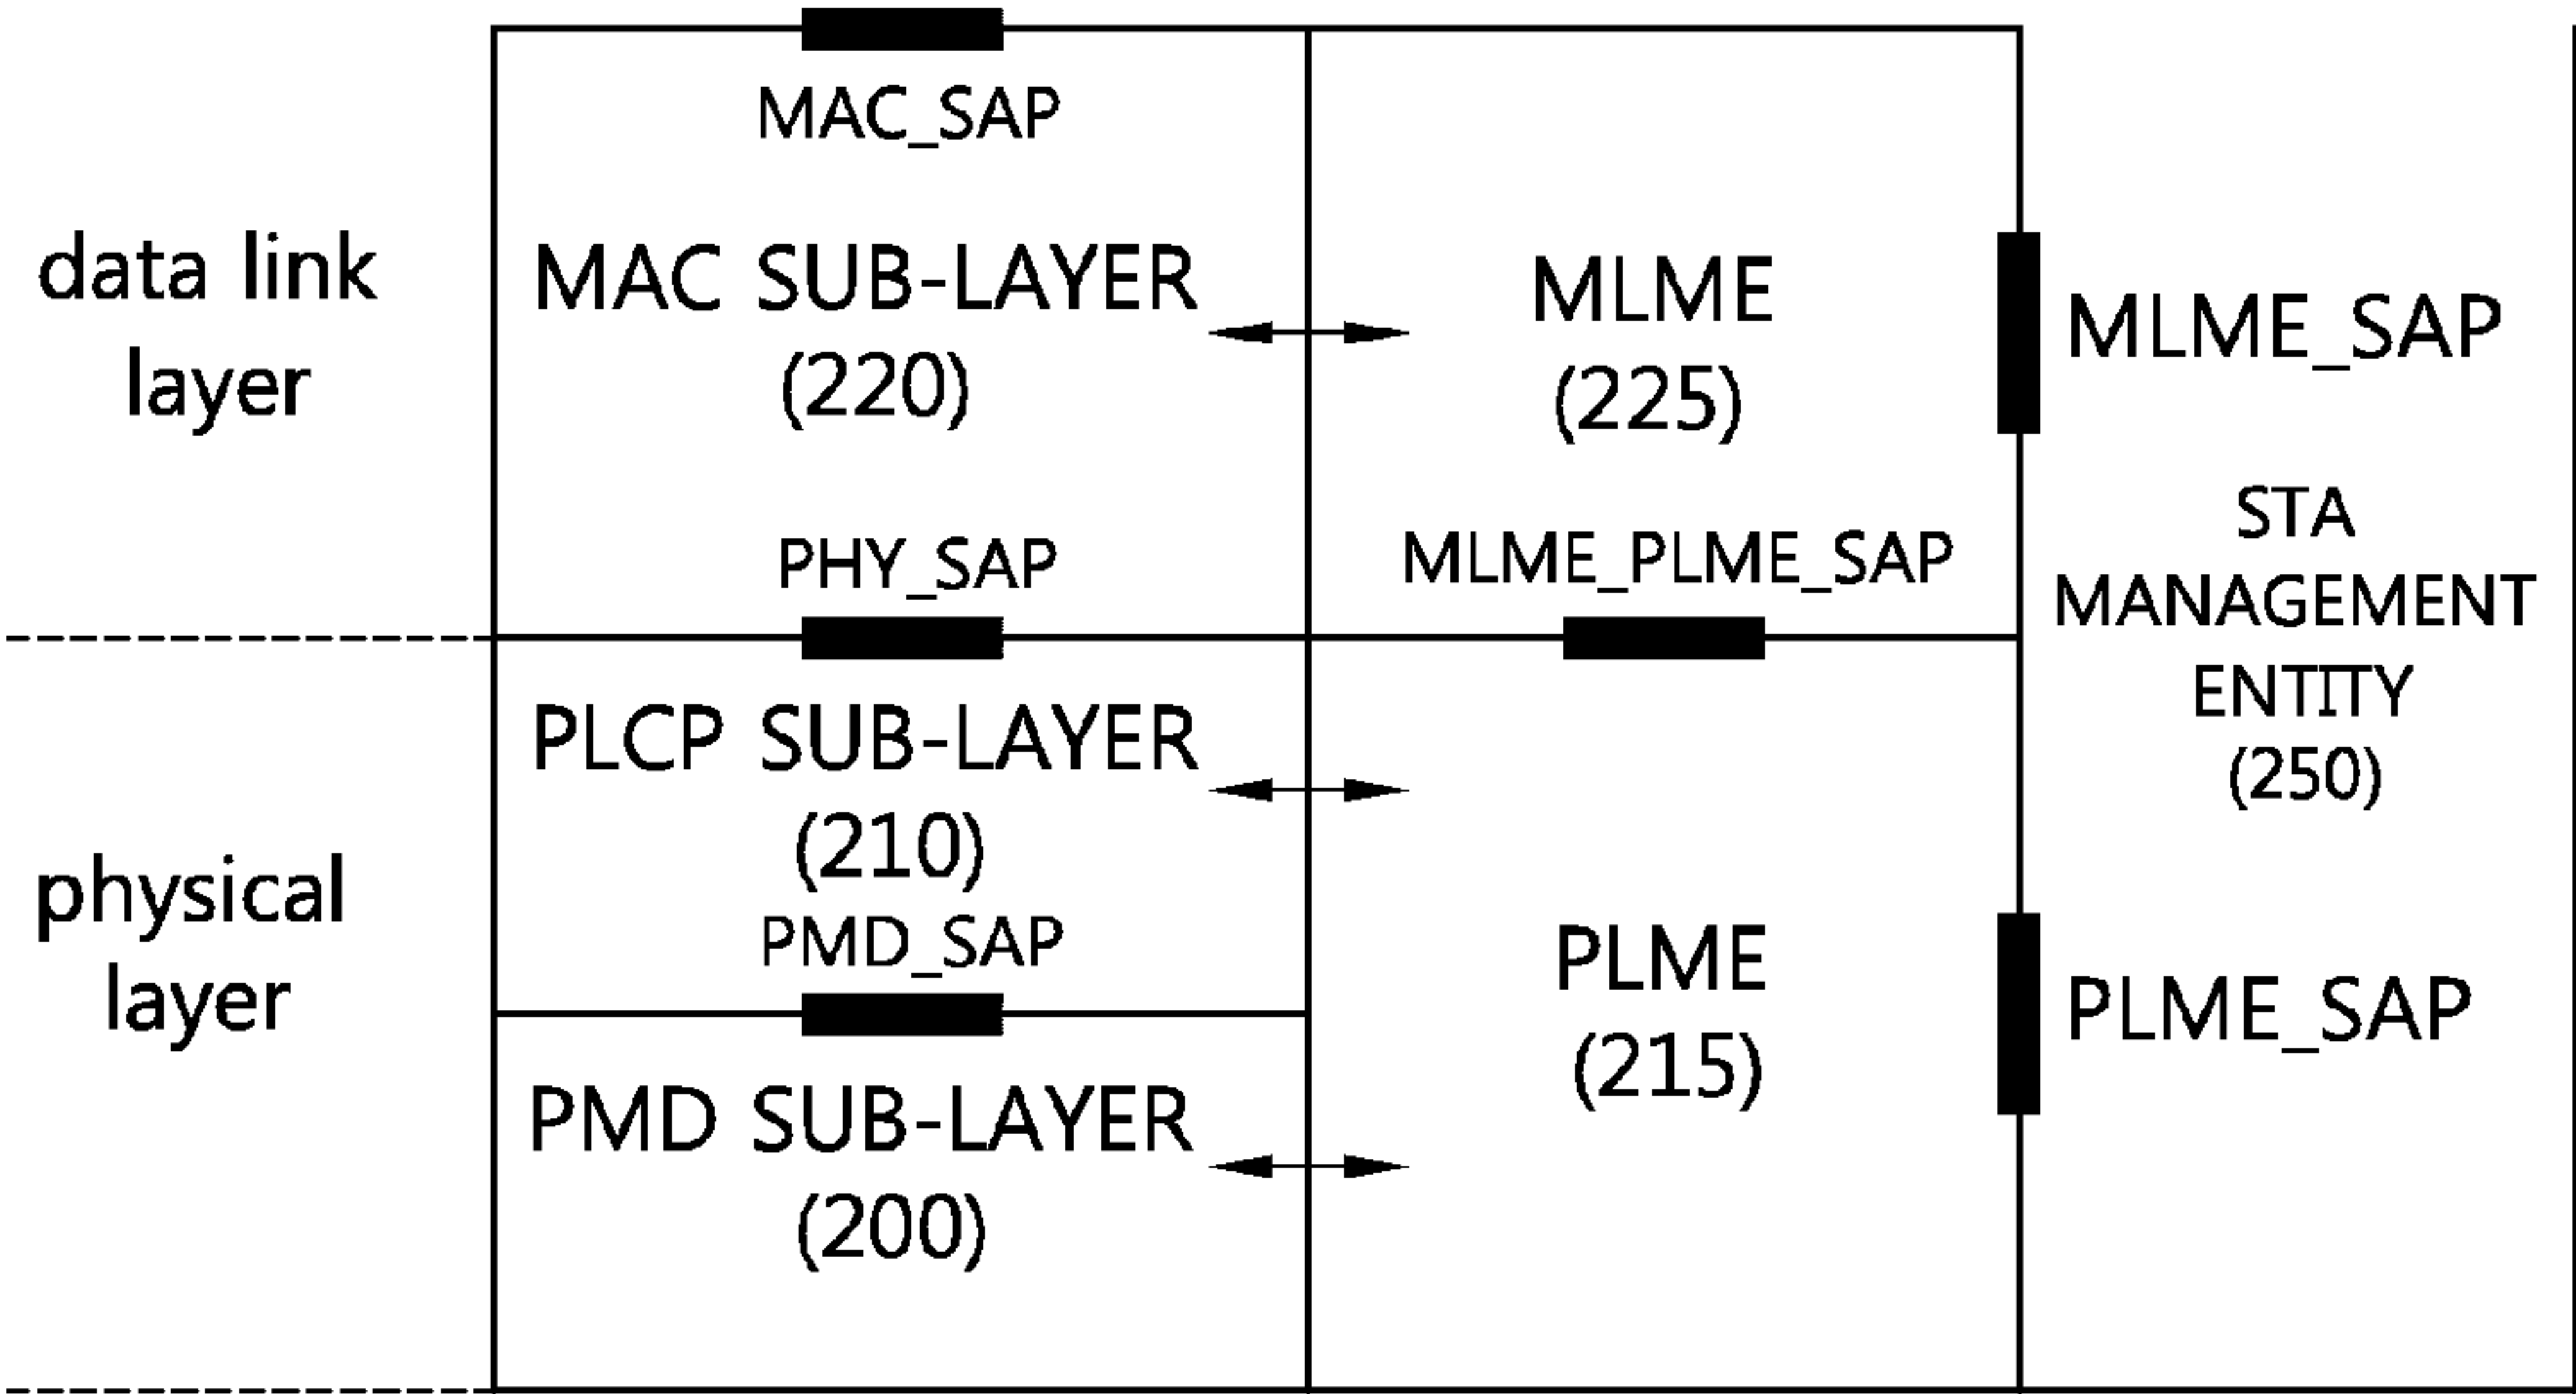 MAC_SAP
data link
layer
MAC SUB-LAYER
(220)
MLME
(225)
MLME_SAP
PHY_SAP
MLME_PLME_SAP
STA
MANAGEMENT
ENTITY
(250)
physical
layer
PLCP SUB-LAYER
(210)
PMD_SAP
PMD SUB-LAYER
(200)
PLME
(215)
PLME_SAP